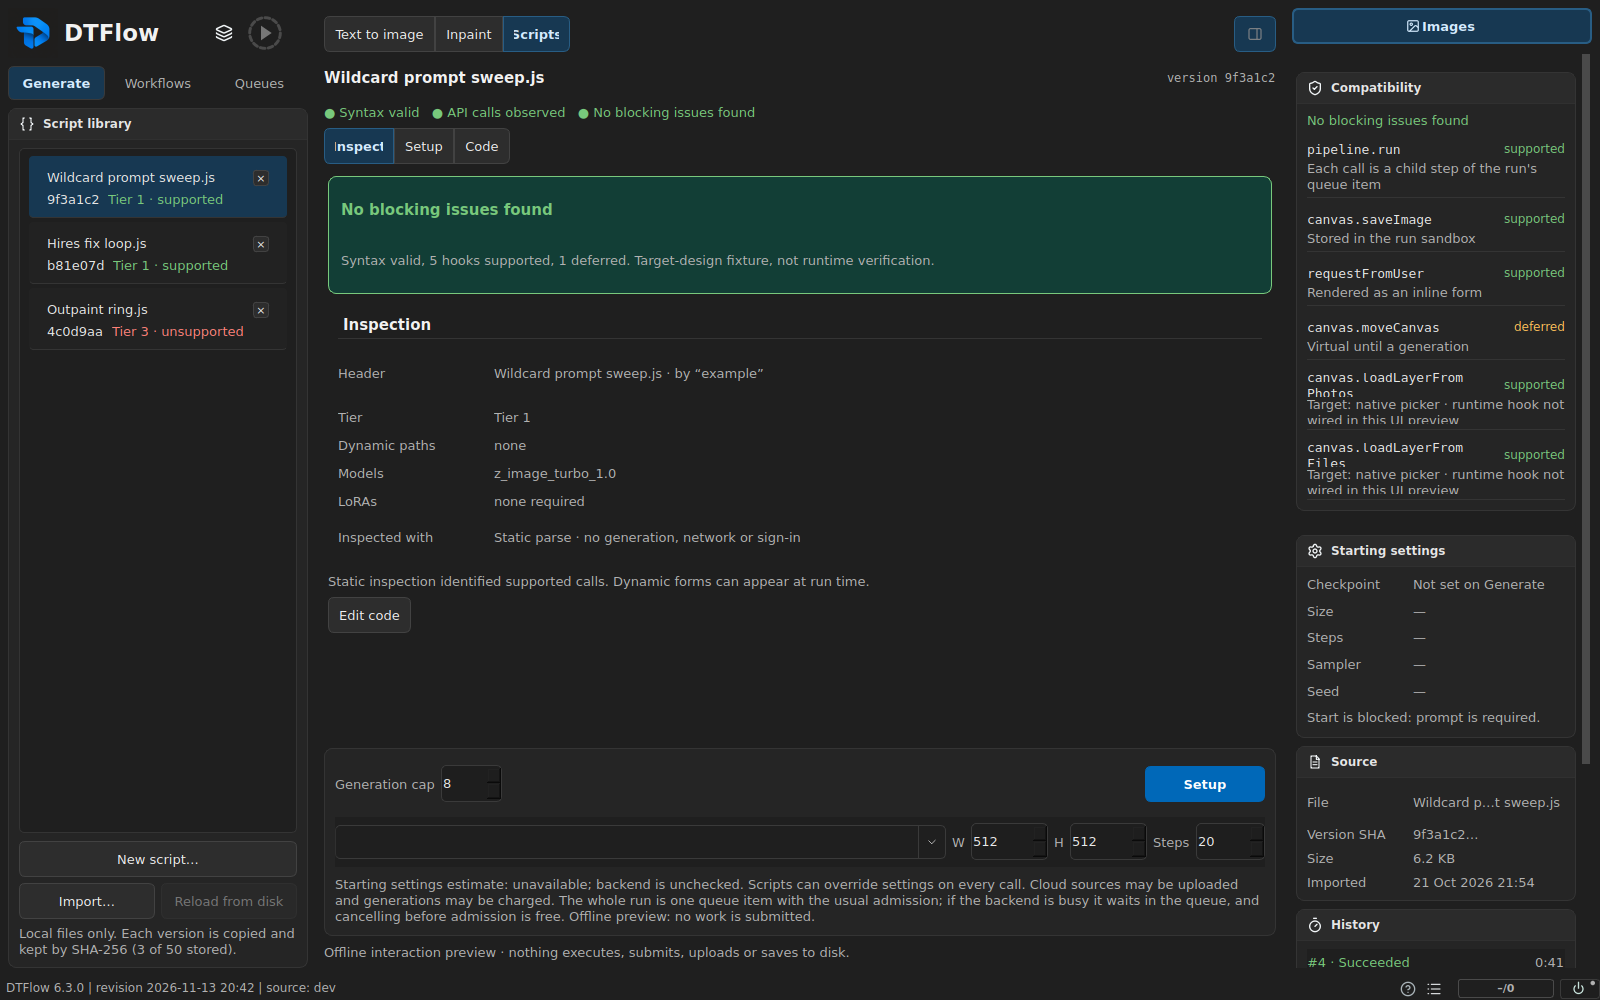 DTFlow
Generate
Workflows
Queues
Script library
Wildcard prompt sweep.js
9f3a1c2 Tier 1 · supported
Hires fix loop.js
b81e07d Tier 1 · supported
Outpaint ring.js
4c0d9aa Tier 3 · unsupported
New script...
Import...
Reload from disk
Local files only. Each version is copied and
kept by SHA-256 (3 of 50 stored).
Text to image
Inpaint
Scripts
Wildcard prompt sweep.js
version 9f3a1c2
● Syntax valid ● API calls observed ● No blocking issues found
Inspect
Setup
Code
No blocking issues found
Syntax valid, 5 hooks supported, 1 deferred. Target-design fixture, not runtime verification.
Inspection
Header Wildcard prompt sweep.js · by “example”
Tier Tier 1
Dynamic paths none
Models z_image_turbo_1.0
LoRAs none required
Inspected with Static parse · no generation, network or sign-in
Static inspection identified supported calls. Dynamic forms can appear at run time.
Edit code
Generation cap 8
Setup
W 512 H 512 Steps 20
Starting settings estimate: unavailable; backend is unchecked. Scripts can override settings on every call. Cloud sources may be uploaded
and generations may be charged. The whole run is one queue item with the usual admission; if the backend is busy it waits in the queue, and
cancelling before admission is free. Offline preview: no work is submitted.
Offline interaction preview · nothing executes, submits, uploads or saves to disk.
Images
Compatibility
No blocking issues found
pipeline.run supported
Each call is a child step of the run's
queue item
canvas.saveImage supported
Stored in the run sandbox
requestFromUser supported
Rendered as an inline form
canvas.moveCanvas deferred
Virtual until a generation
canvas.loadLayerFrom
Photos
supported
Target: native picker · runtime hook not
wired in this UI preview
canvas.loadLayerFrom
Files
supported
Target: native picker · runtime hook not
wired in this UI preview
Starting settings
Checkpoint Not set on Generate
Size —
Steps —
Sampler —
Seed —
Start is blocked: prompt is required.
Source
File Wildcard p...t sweep.js
Version SHA 9f3a1c2...
Size 6.2 KB
Imported 21 Oct 2026 21:54
History
#4 · Succeeded 0:41
DTFlow 6.3.0 | revision 2026-11-13 20:42 | source: dev
–/0